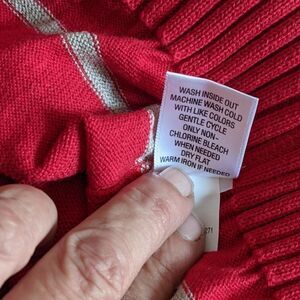 WASH INSIDE OUT
MACHINE WASH COLD
WITH LIKE COLORS
GENTLE CYCLE
ONLY NON-
CHLORINE BLEACH
WHEN NEEDED
DRY FLAT
WARM IRON IF NEEDED
271